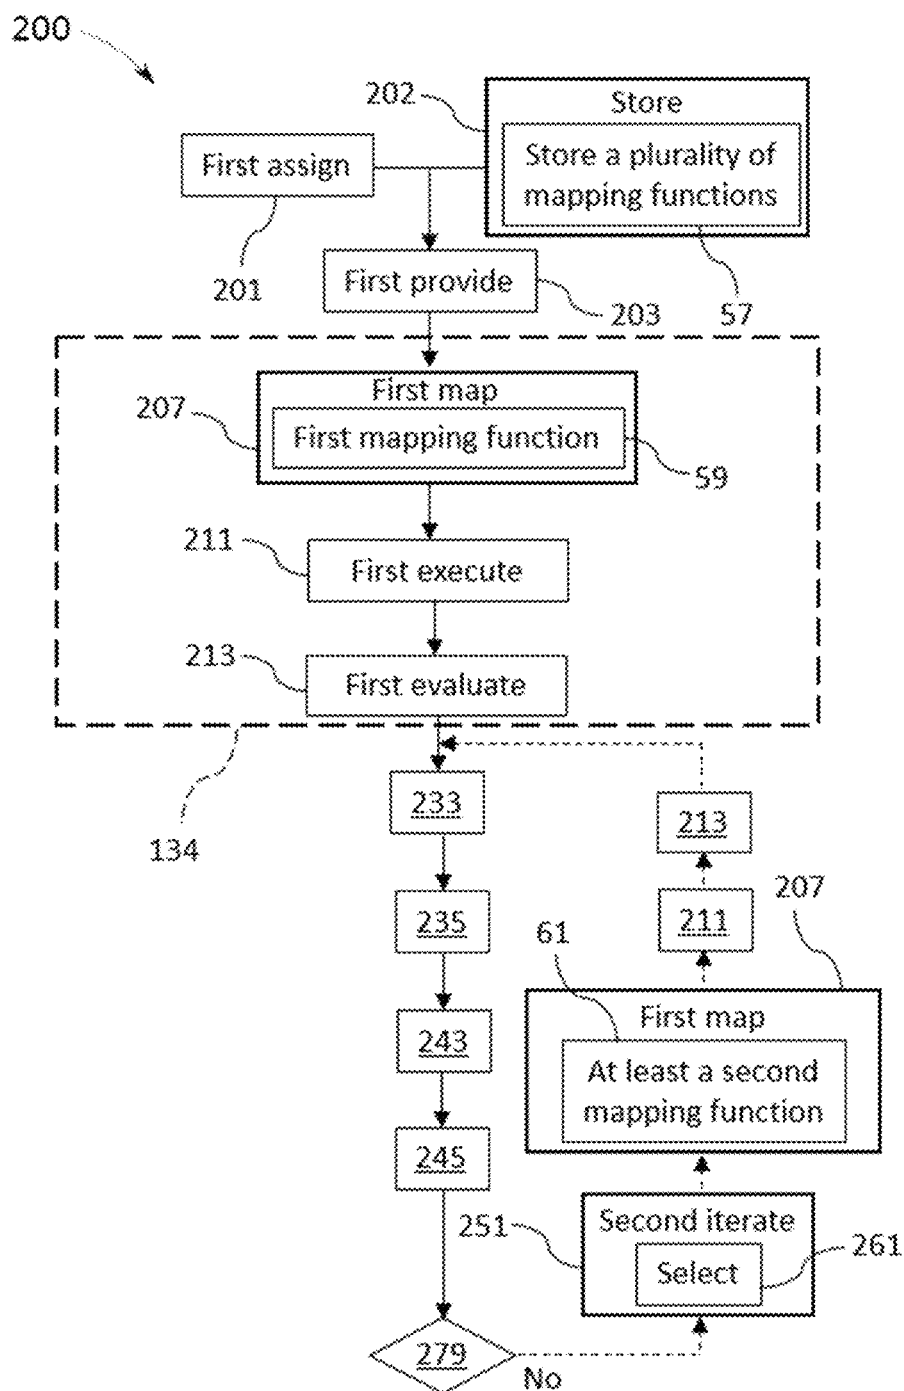 200
202
Store
First assign
Store a plurality of
mapping functions
201
First provide
203
57
First map
207
First mapping function
59
211
First execute
213
First evaluate
134
233
213
235
211
207
61
First map
243
At least a second
mapping function
245
251
Second iterate
261
Select
279
No